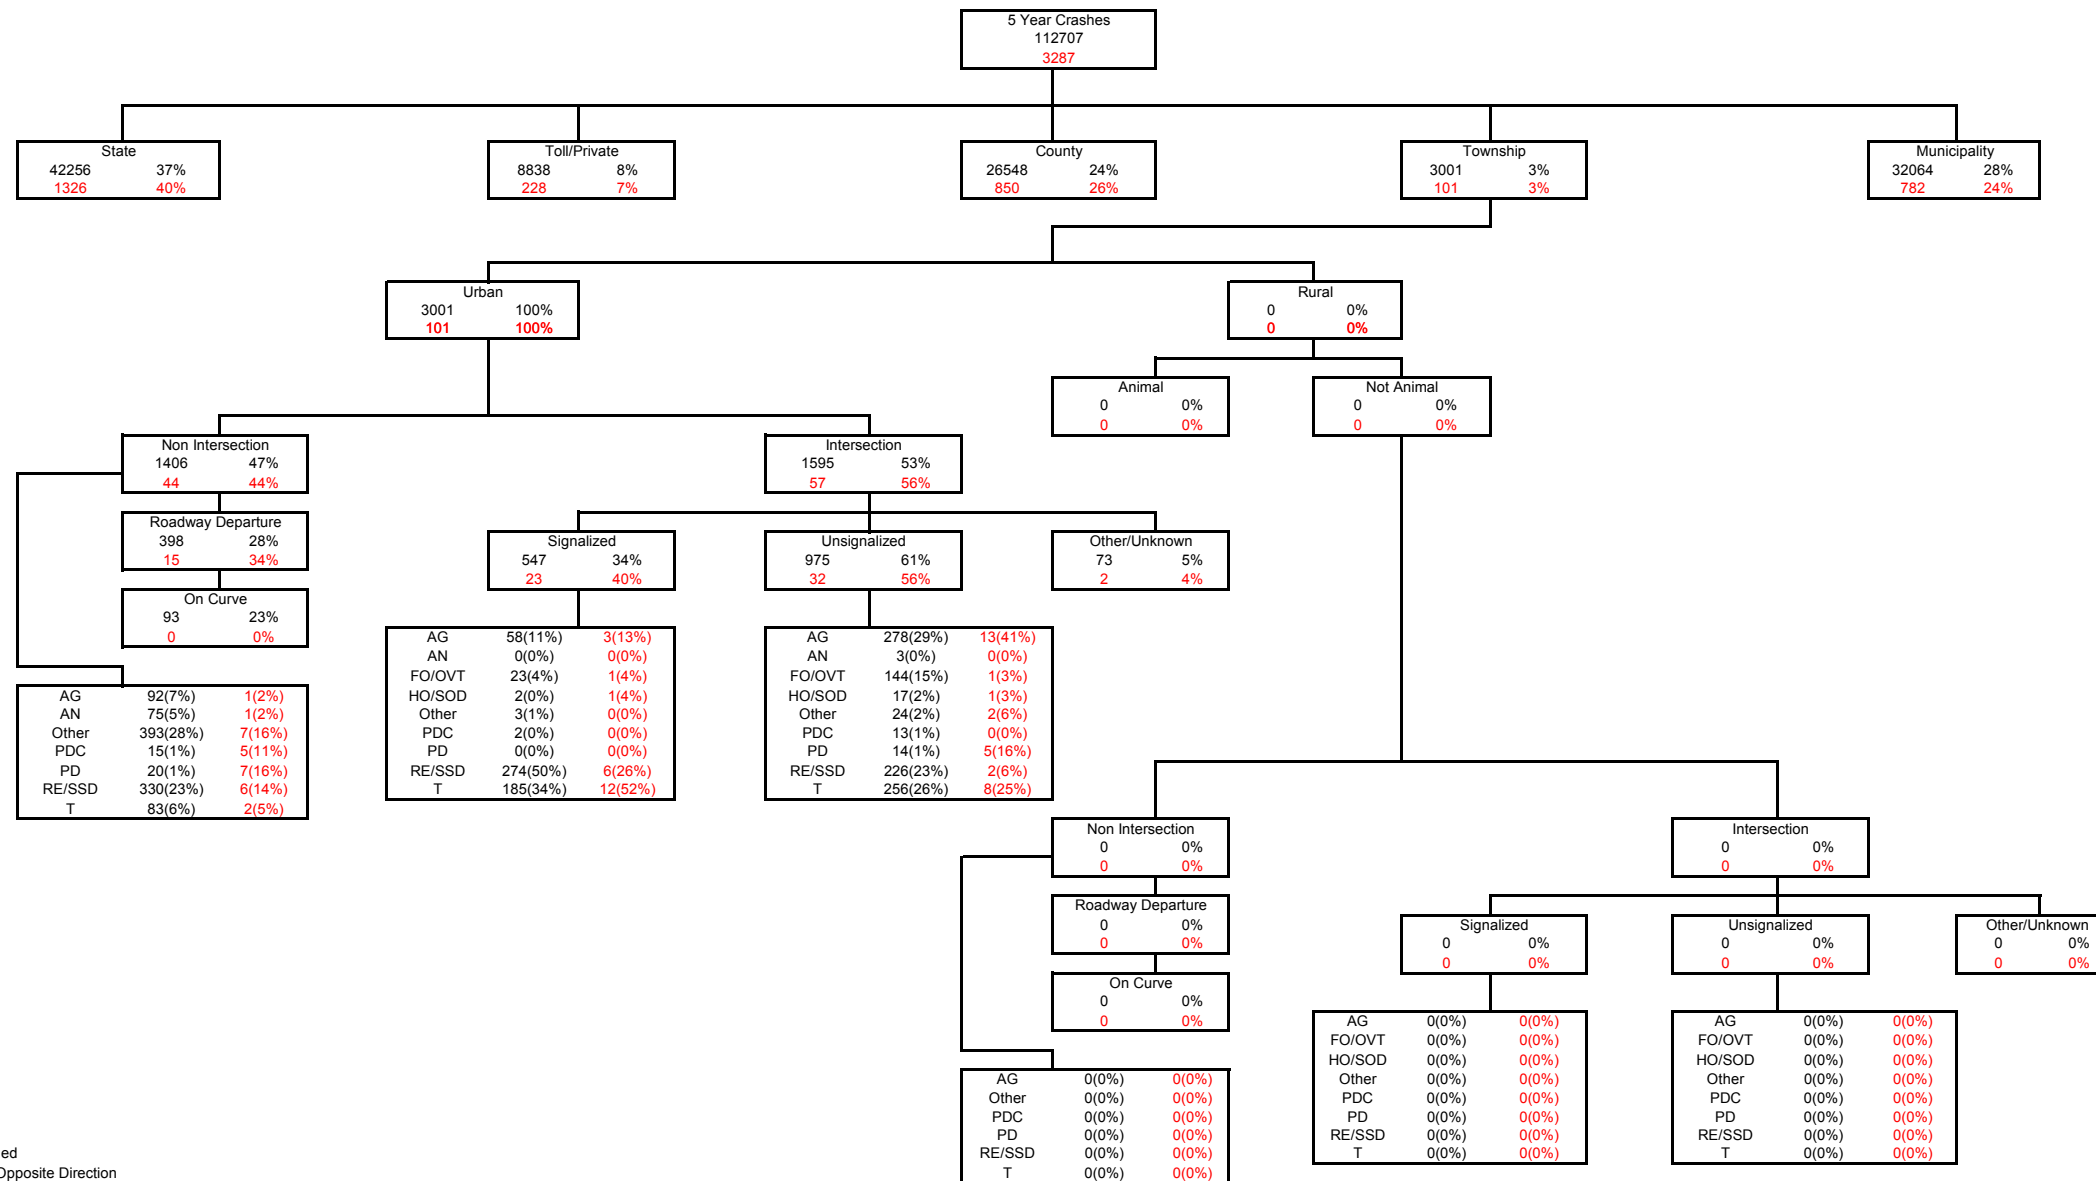 5 Year Crashes
112707
3287
State
42256 37%
1326 40%
Toll/Private
8838 8%
228 7%
County
26548 24%
850 26%
Township
3001 3%
101 3%
Municipality
32064 28%
782 24%
Urban
3001 100%
101 100%
Rural
0 0%
0 0%
Animal
0 0%
0 0%
Not Animal
0 0%
0 0%
Non Intersection
1406 47%
44 44%
Intersection
1595 53%
57 56%
Roadway Departure
398 28%
15 34%
On Curve
93 23%
0 0%
Signalized
547 34%
23 40%
Unsignalized
975 61%
32 56%
Other/Unknown
73 5%
2 4%
AG 92(7%) 1(2%)
AN 75(5%) 1(2%)
Other 393(28%) 7(16%)
PDC 15(1%) 5(11%)
PD 20(1%) 7(16%)
RE/SSD 330(23%) 6(14%)
T 83(6%) 2(5%)
AG 58(11%) 3(13%)
AN 0(0%) 0(0%)
FO/OVT 23(4%) 1(4%)
HO/SOD 2(0%) 1(4%)
Other 3(1%) 0(0%)
PDC 2(0%) 0(0%)
PD 0(0%) 0(0%)
RE/SSD 274(50%) 6(26%)
T 185(34%) 12(52%)
AG 278(29%) 13(41%)
AN 3(0%) 0(0%)
FO/OVT 144(15%) 1(3%)
HO/SOD 17(2%) 1(3%)
Other 24(2%) 2(6%)
PDC 13(1%) 0(0%)
PD 14(1%) 5(16%)
RE/SSD 226(23%) 2(6%)
T 256(26%) 8(25%)
Non Intersection
0 0%
0 0%
Intersection
0 0%
0 0%
Roadway Departure
0 0%
0 0%
On Curve
0 0%
0 0%
Signalized
0 0%
0 0%
Unsignalized
0 0%
0 0%
Other/Unknown
0 0%
0 0%
AG 0(0%) 0(0%)
Other 0(0%) 0(0%)
PDC 0(0%) 0(0%)
PD 0(0%) 0(0%)
RE/SSD 0(0%) 0(0%)
T 0(0%) 0(0%)
AG 0(0%) 0(0%)
FO/OVT 0(0%) 0(0%)
HO/SOD 0(0%) 0(0%)
Other 0(0%) 0(0%)
PDC 0(0%) 0(0%)
PD 0(0%) 0(0%)
RE/SSD 0(0%) 0(0%)
T 0(0%) 0(0%)
AG 0(0%) 0(0%)
FO/OVT 0(0%) 0(0%)
HO/SOD 0(0%) 0(0%)
Other 0(0%) 0(0%)
PDC 0(0%) 0(0%)
PD 0(0%) 0(0%)
RE/SSD 0(0%) 0(0%)
T 0(0%) 0(0%)
ed
Opposite Direction